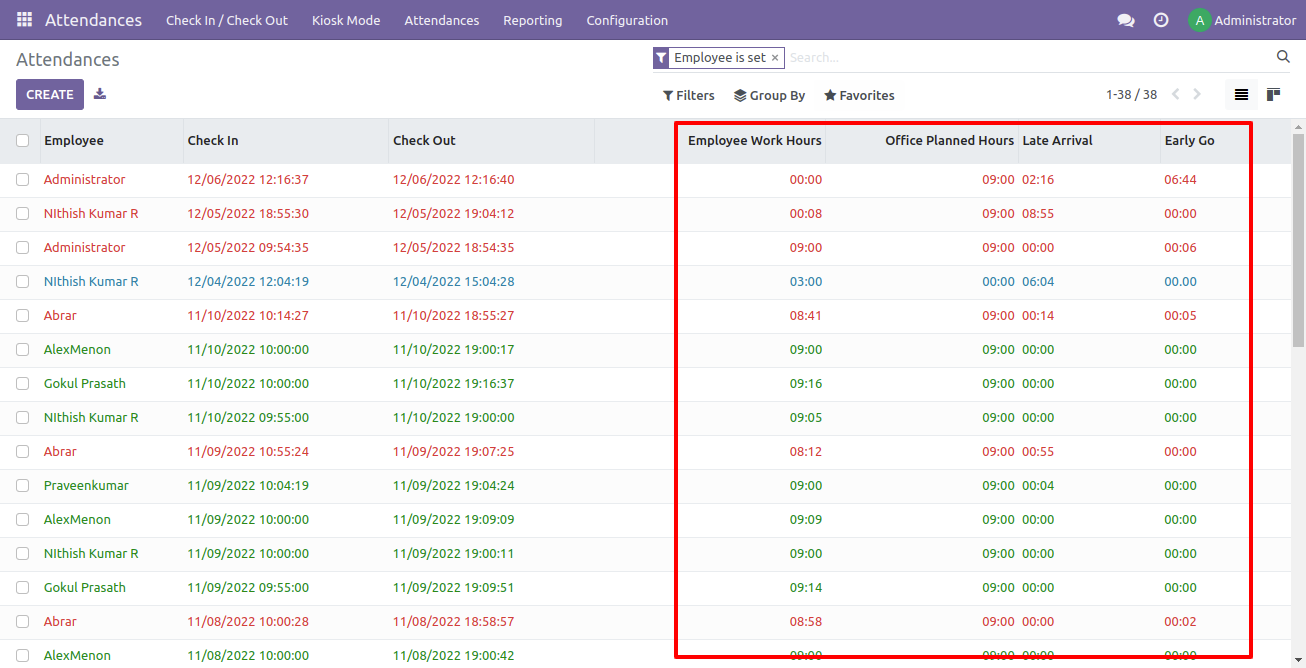 Attendances Check In / Check Out Kiosk Mode Attendances Reporting Configuration A Administrator
Attendances Employee is set × Search...
CREATE Filters Group By Favorites 1-38 / 38
Employee Check In Check Out Employee Work Hours Office Planned Hours Late Arrival Early Go
Administrator 12/06/2022 12:16:37 12/06/2022 12:16:40 00:00 09:00 02:16 06:44
NIthish Kumar R 12/05/2022 18:55:30 12/05/2022 19:04:12 00:08 09:00 08:55 00:00
Administrator 12/05/2022 09:54:35 12/05/2022 18:54:35 09:00 09:00 00:00 00:06
NIthish Kumar R 12/04/2022 12:04:19 12/04/2022 15:04:28 03:00 00:00 06:04 00.00
Abrar 11/10/2022 10:14:27 11/10/2022 18:55:27 08:41 09:00 00:14 00:05
AlexMenon 11/10/2022 10:00:00 11/10/2022 19:00:17 09:00 09:00 00:00 00:00
Gokul Prasath 11/10/2022 10:00:00 11/10/2022 19:16:37 09:16 09:00 00:00 00:00
NIthish Kumar R 11/10/2022 09:55:00 11/10/2022 19:00:00 09:05 09:00 00:00 00:00
Abrar 11/09/2022 10:55:24 11/09/2022 19:07:25 08:12 09:00 00:55 00:00
Praveenkumar 11/09/2022 10:04:19 11/09/2022 19:04:24 09:00 09:00 00:04 00:00
AlexMenon 11/09/2022 10:00:00 11/09/2022 19:09:09 09:09 09:00 00:00 00:00
NIthish Kumar R 11/09/2022 10:00:00 11/09/2022 19:00:11 09:00 09:00 00:00 00:00
Gokul Prasath 11/09/2022 09:55:00 11/09/2022 19:09:51 09:14 09:00 00:00 00:00
Abrar 11/08/2022 10:00:28 11/08/2022 18:58:57 08:58 09:00 00:00 00:02
AlexMenon 11/08/2022 10:00:00 11/08/2022 19:00:42 09:00 09:00 00:00 00:00